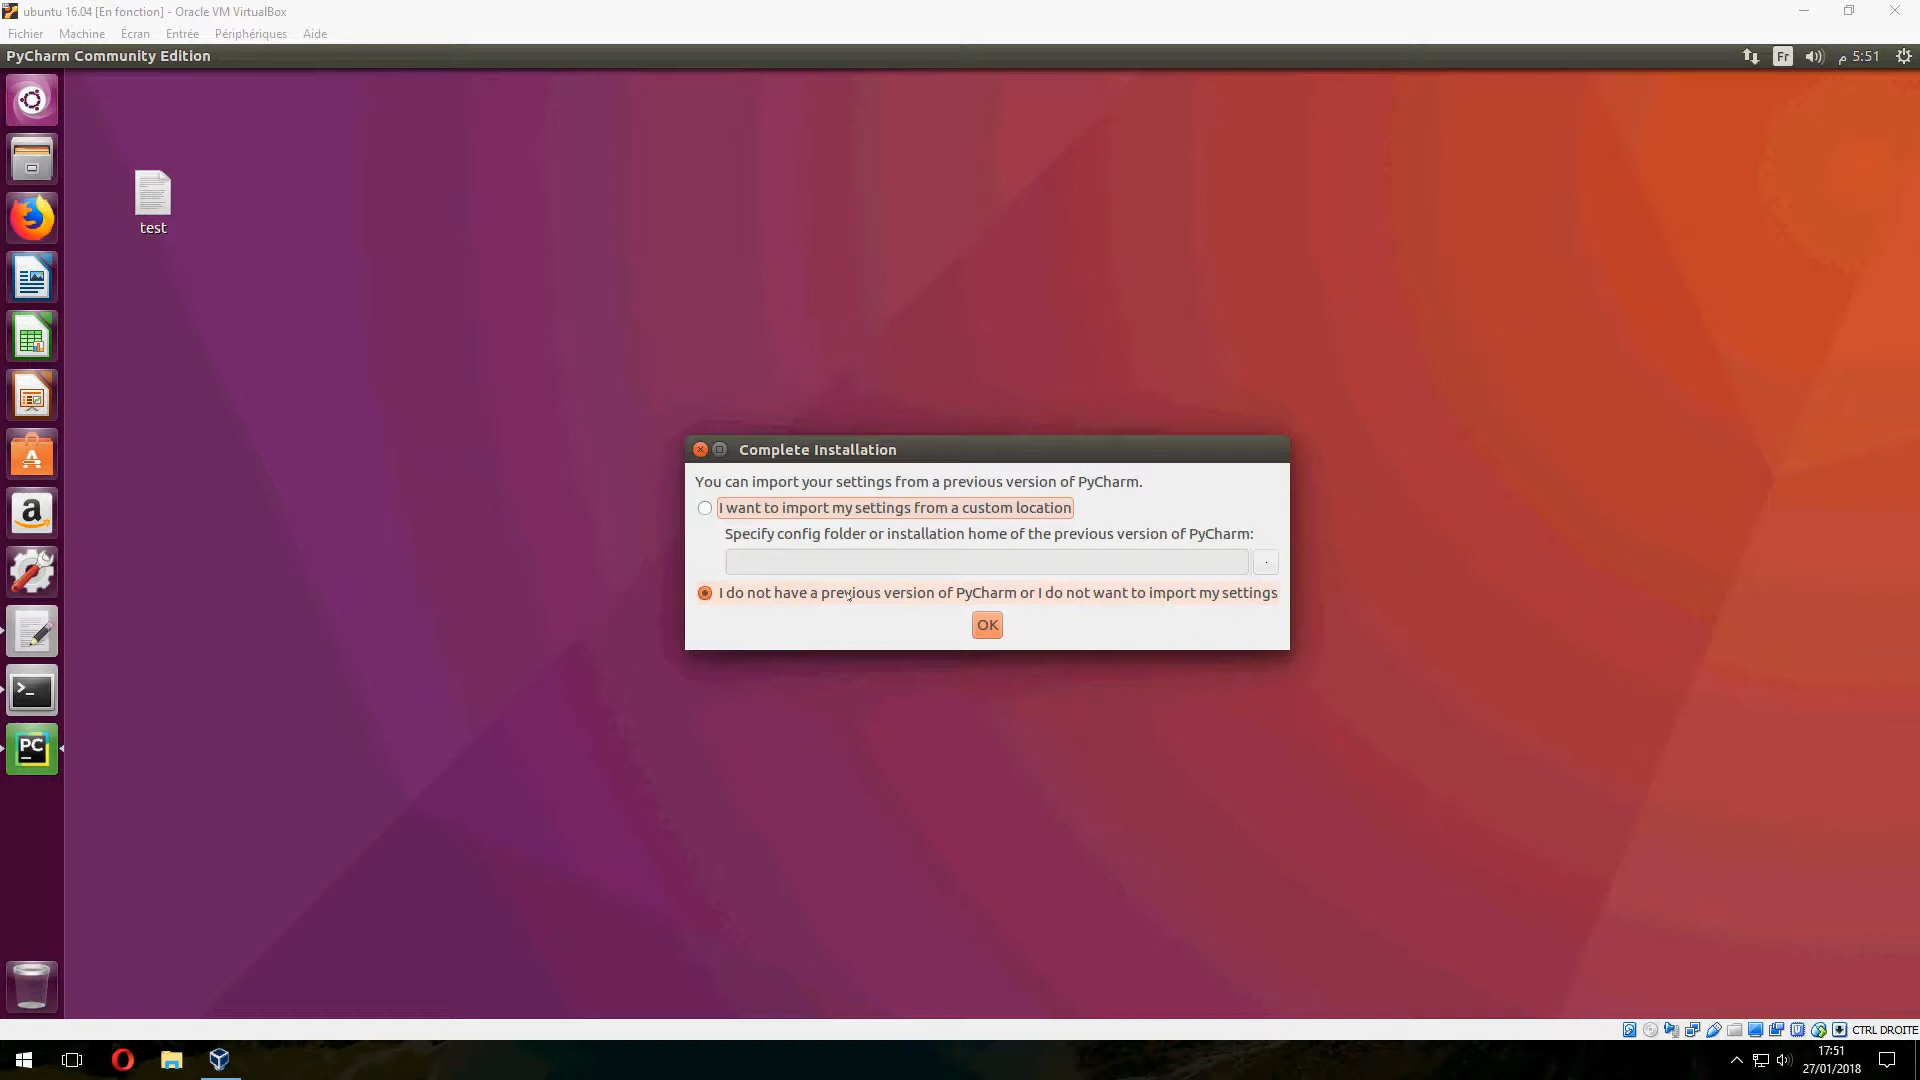 ubuntu 16.04 [En fonction] - Oracle VM VirtualBox
Fichier Machine Écran Entrée Périphériques Aide
PyCharm Community Edition
Fr م 5:51
test
Complete Installation
You can import your settings from a previous version of PyCharm.
I want to import my settings from a custom location
Specify config folder or installation home of the previous version of PyCharm:
.
I do not have a previous version of PyCharm or I do not want to import my settings
OK
a
>_
PC
CTRL DROITE
17:51
27/01/2018